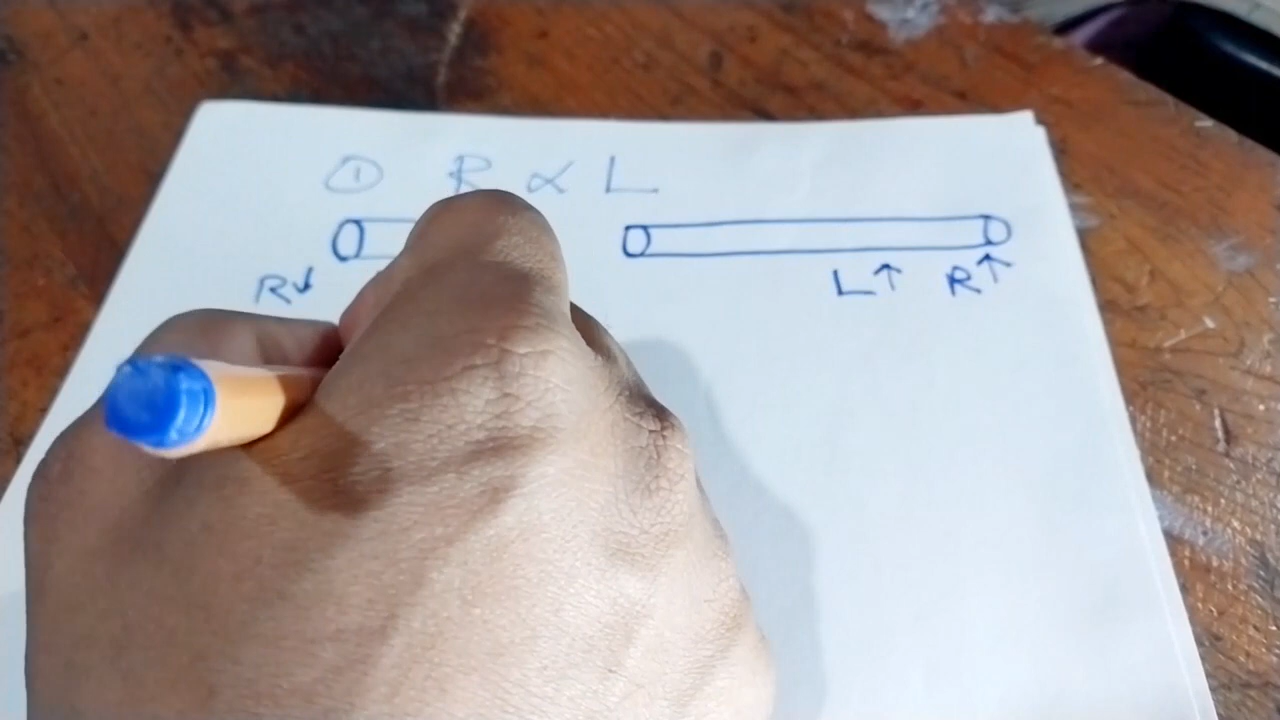 ① R ∝ L
R↓ L↑ R↑